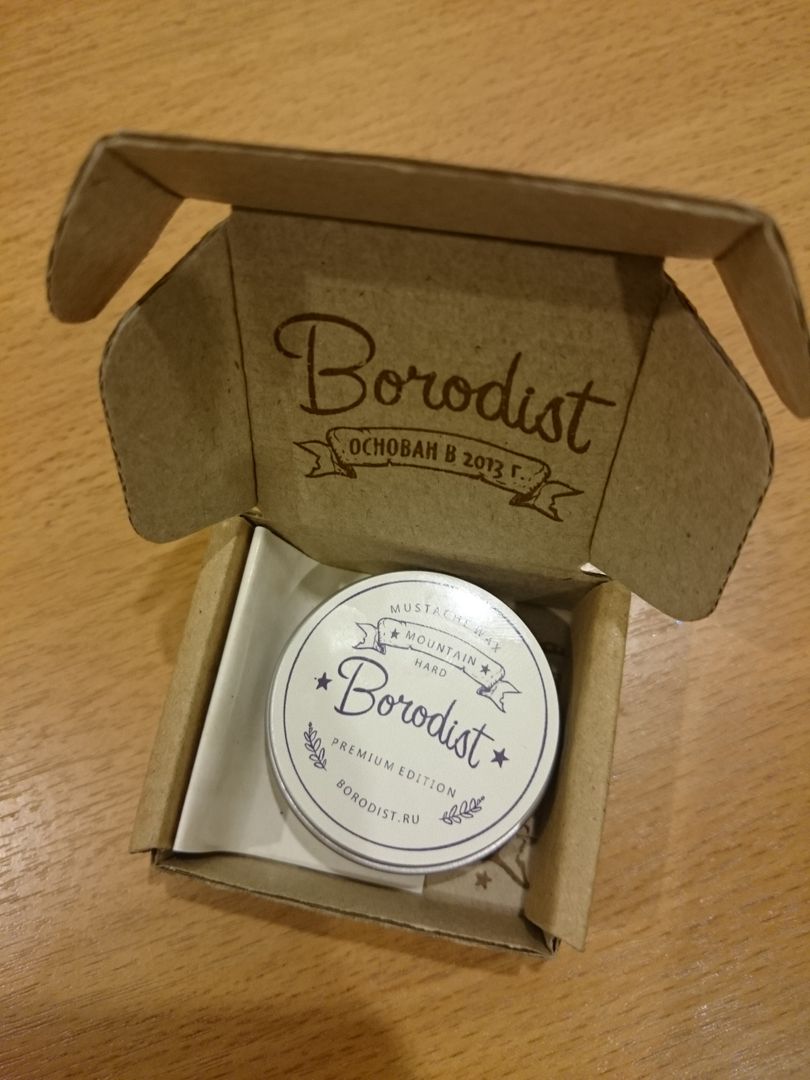 Borodist
ОСНОВАН В 2013 г.
MUSTACHE WAX
MOUNTAIN
HARD
Borodist
PREMIUM EDITION
BORODIST.RU